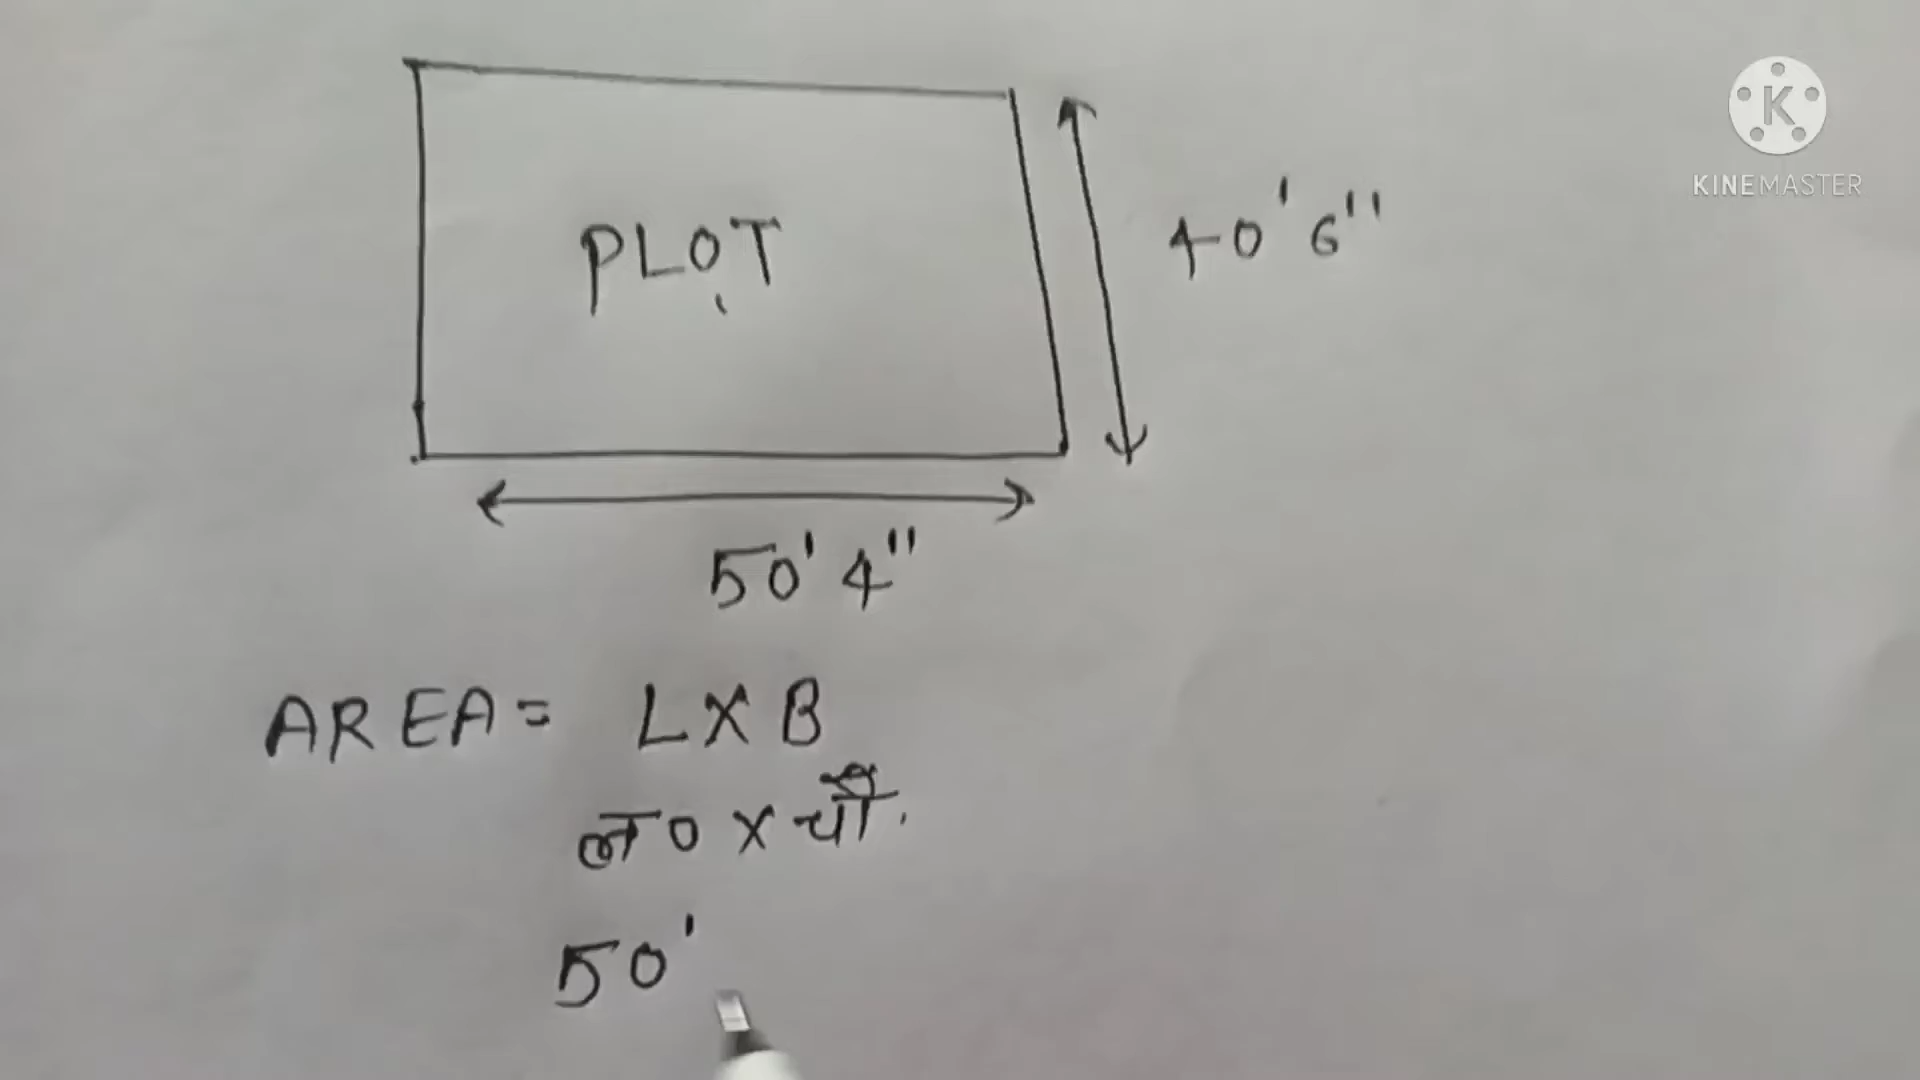 PLOT
40' 6"
50' 4"
AREA = L X B
ल० X चौ.
50'
K
KINEMASTER